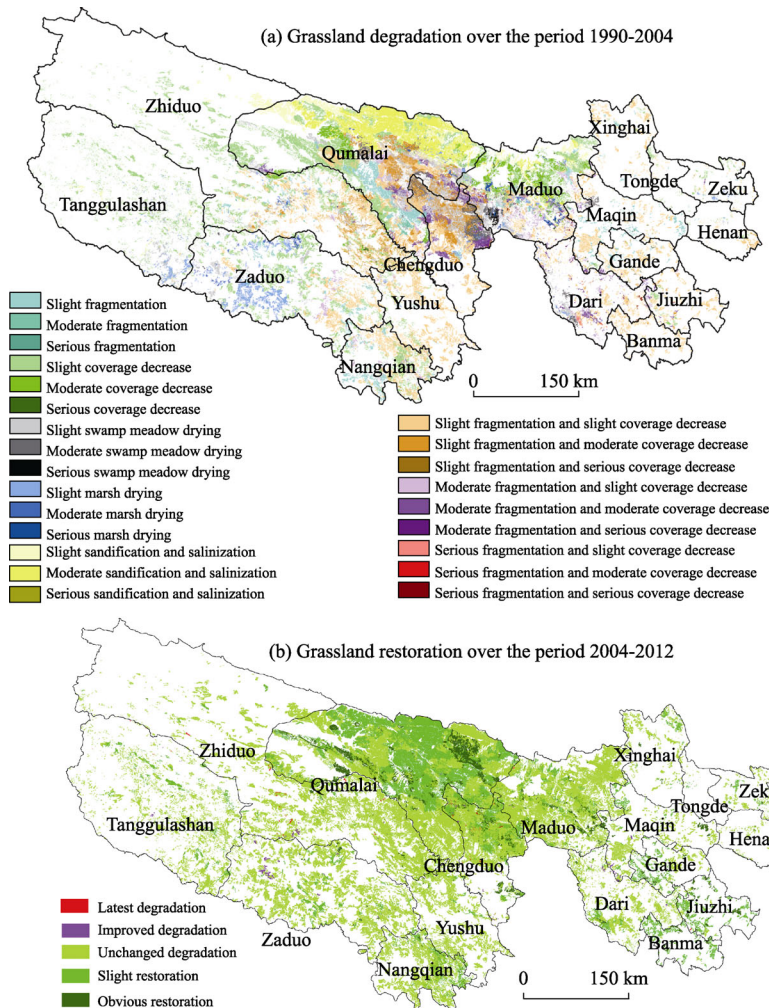 (a) Grassland degradation over the period 1990-2004
Zhiduo
Xinghai
Qumalai
Maduo
Tongde
Zeku
Tanggulashan
Maqin
Henan
Zaduo
Chengduo
Gande
Yushu
Dari
Jiuzhi
Nangqian
Banma
0 150 km
Slight fragmentation
Moderate fragmentation
Serious fragmentation
Slight coverage decrease
Moderate coverage decrease
Serious coverage decrease
Slight swamp meadow drying
Moderate swamp meadow drying
Serious swamp meadow drying
Slight marsh drying
Moderate marsh drying
Serious marsh drying
Slight sandification and salinization
Moderate sandification and salinization
Serious sandification and salinization
Slight fragmentation and slight coverage decrease
Slight fragmentation and moderate coverage decrease
Slight fragmentation and serious coverage decrease
Moderate fragmentation and slight coverage decrease
Moderate fragmentation and moderate coverage decrease
Moderate fragmentation and serious coverage decrease
Serious fragmentation and slight coverage decrease
Serious fragmentation and moderate coverage decrease
Serious fragmentation and serious coverage decrease
(b) Grassland restoration over the period 2004-2012
Zhiduo
Xinghai
Qumalai
Zek
Tongde
Tanggulashan
Maduo
Maqin
Hena
Chengduo
Gande
Dari
Jiuzhi
Yushu
Zaduo
Banma
Nangqian
Latest degradation
Improved degradation
Unchanged degradation
Slight restoration
Obvious restoration
0 150 km